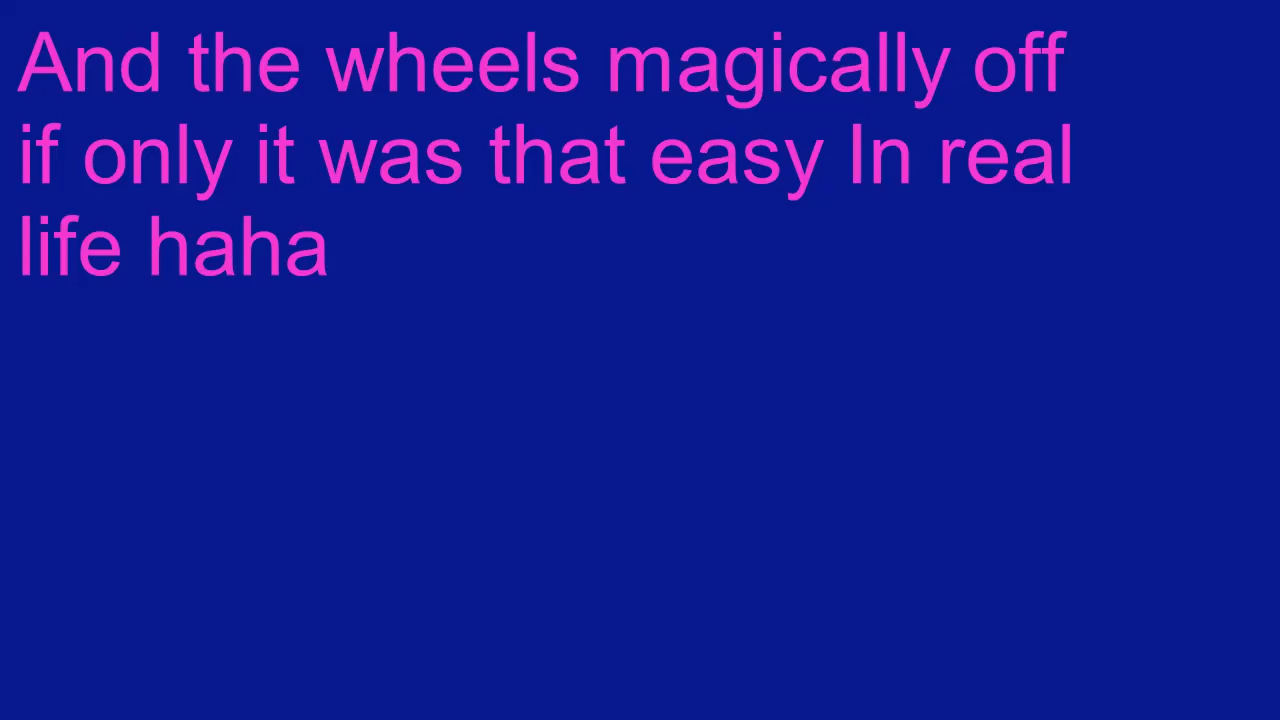 And the wheels magically off
if only it was that easy In real
life haha